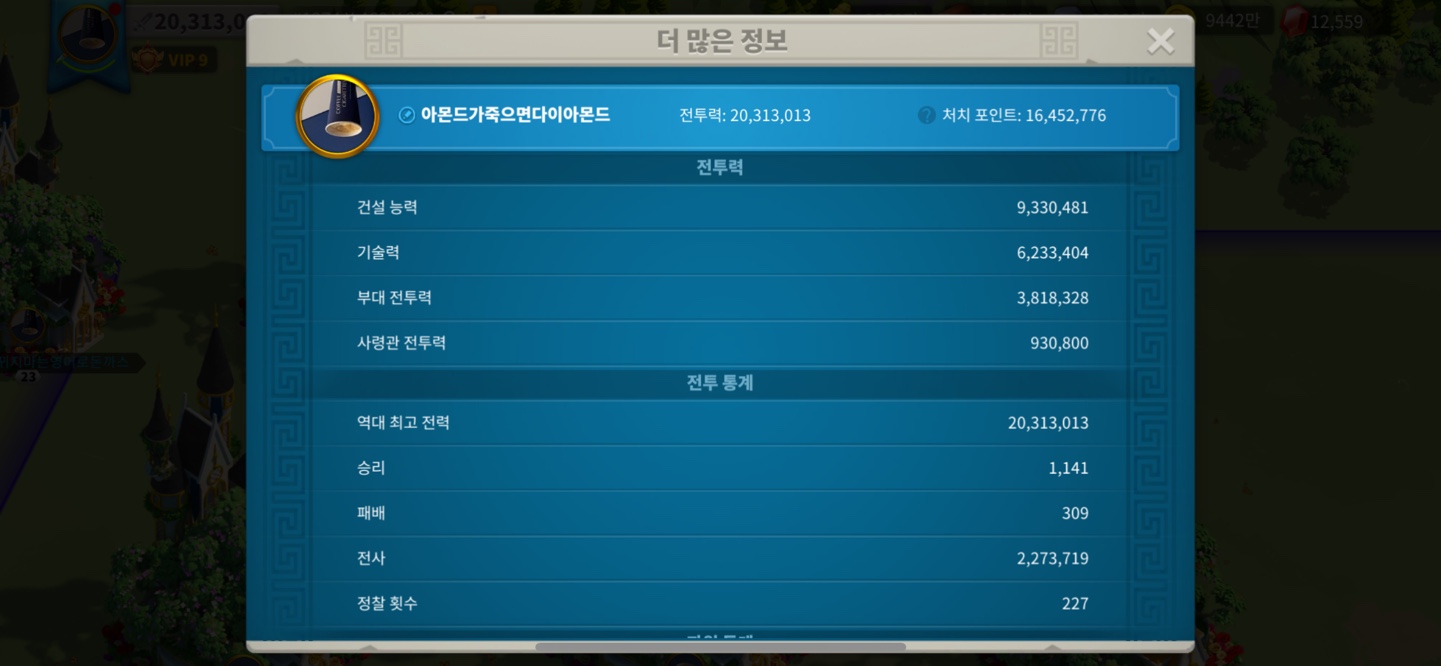 20,313,0
VIP 9
더 많은 정보
9442만
12,559
아몬드가죽으면다이아몬드
전투력: 20,313,013
? 처치 포인트: 16,452,776
전투력
건설 능력 9,330,481
기술력 6,233,404
부대 전투력 3,818,328
사령관 전투력 930,800
전투 통계
역대 최고 전력 20,313,013
승리 1,141
패배 309
전사 2,273,719
정찰 횟수 227
23